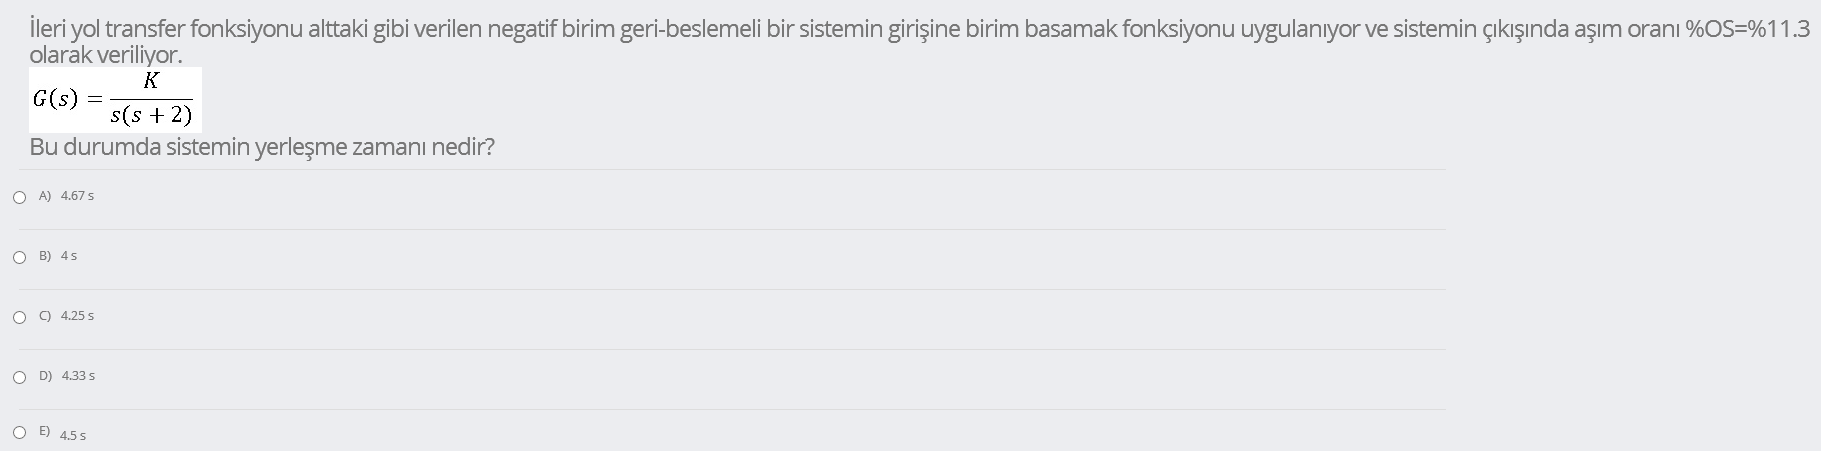 İleri yol transfer fonksiyonu alttaki gibi verilen negatif birim geri-beslemeli bir sistemin girişine birim basamak fonksiyonu uygulanıyor ve sistemin çıkışında aşım oranı %OS=%11.3
olarak veriliyor.
G(s) = K / s(s + 2)
Bu durumda sistemin yerleşme zamanı nedir?
A) 4.67 s
B) 4 s
C) 4.25 s
D) 4.33 s
E) 4.5 s